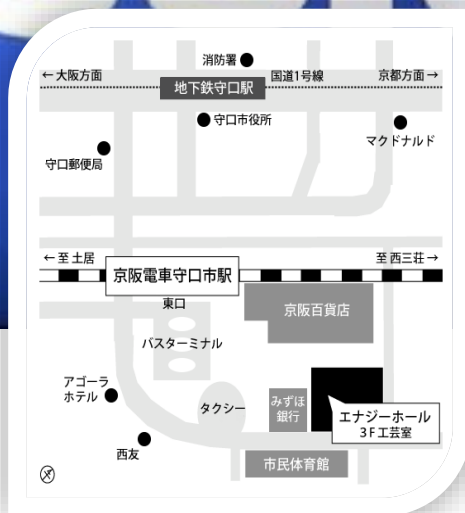 消防署
←大阪方面
国道1号線
京都方面→
地下鉄守口駅
守口市役所
マクドナルド
守口郵便局
←至 土居
至 西三荘→
京阪電車守口市駅
東口
京阪百貨店
バスターミナル
アゴーラ
ホテル
タクシー
みずほ
銀行
エナジーホール
3F工芸室
西友
市民体育館